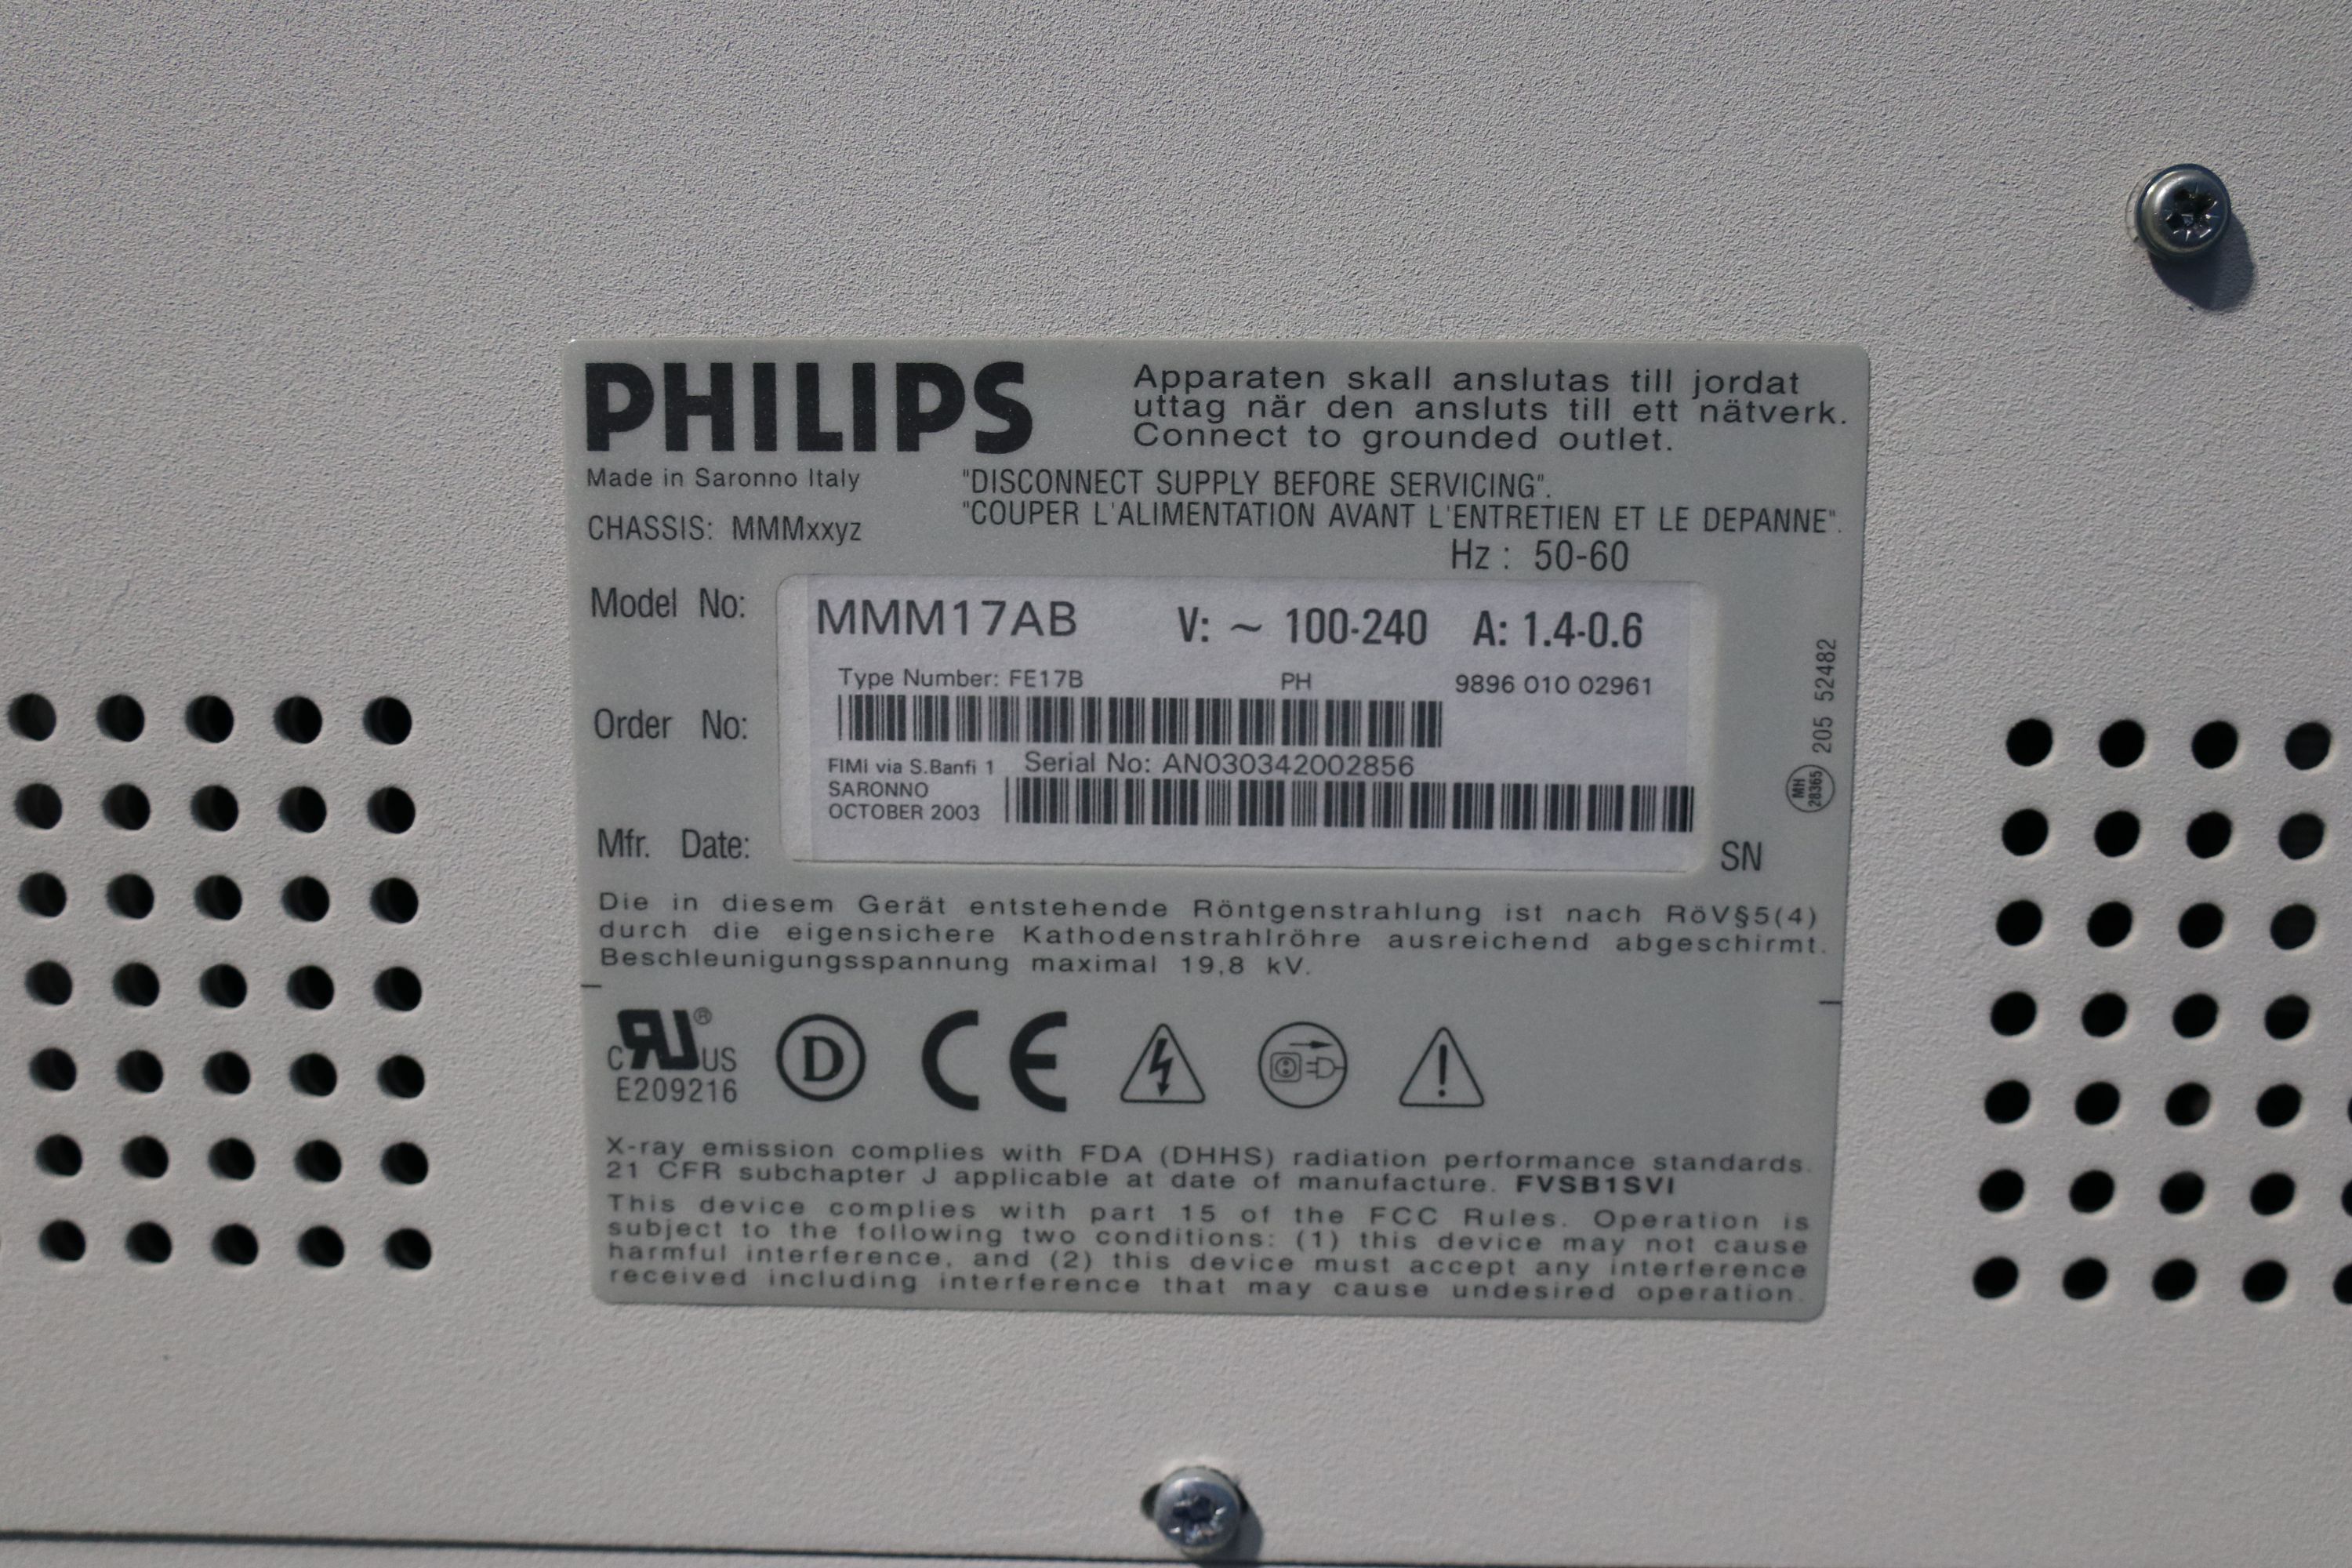 PHILIPS
Apparaten skall anslutas till jordat
uttag när den ansluts till ett nätverk.
Connect to grounded outlet.
Made in Saronno Italy
"DISCONNECT SUPPLY BEFORE SERVICING".
"COUPER L'ALIMENTATION AVANT L'ENTRETIEN ET LE DEPANNE".
CHASSIS: MMMxxyz
Hz : 50-60
Model No: MMM17AB V: ~ 100-240 A: 1.4-0.6
Type Number: FE17B PH 9896 010 02961
Order No:
FIMI via S.Banfi 1 Serial No: AN030342002856
SARONNO
OCTOBER 2003
Mfr. Date:
SN
MH 28365 205 52482
Die in diesem Gerät entstehende Röntgenstrahlung ist nach RöV§5(4)
durch die eigensichere Kathodenstrahlröhre ausreichend abgeschirmt.
Beschleunigungsspannung maximal 19,8 kV.
C RU ® US D CE
E209216
X-ray emission complies with FDA (DHHS) radiation performance standards.
21 CFR subchapter J applicable at date of manufacture. FVSB1SVI
This device complies with part 15 of the FCC Rules. Operation is
subject to the following two conditions: (1) this device may not cause
harmful interference, and (2) this device must accept any interference
received including interference that may cause undesired operation.